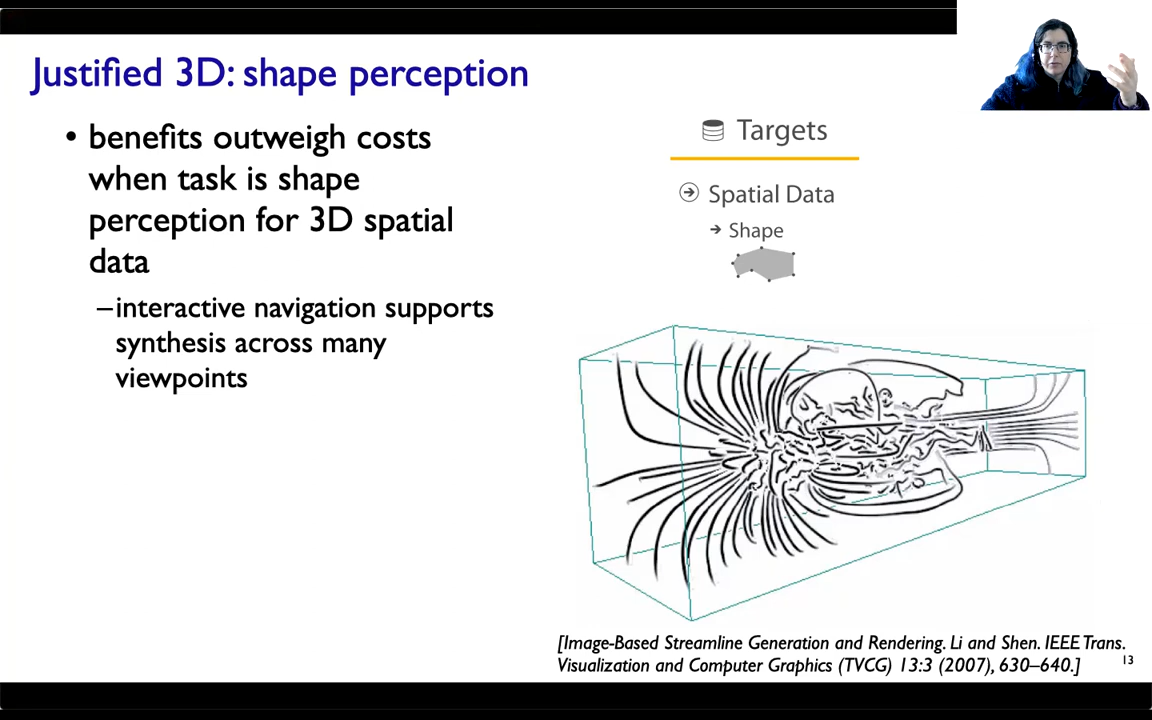 Justified 3D: shape perception
• benefits outweigh costs
when task is shape
perception for 3D spatial
data
–interactive navigation supports
synthesis across many
viewpoints
Targets
Spatial Data
Shape
[Image-Based Streamline Generation and Rendering. Li and Shen. IEEE Trans.
Visualization and Computer Graphics (TVCG) 13:3 (2007), 630–640.]
13